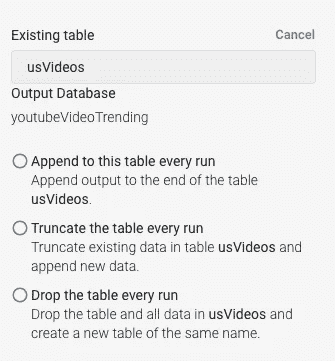 Existing table
Cancel
usVideos
Output Database
youtubeVideoTrending
Append to this table every run
Append output to the end of the table
usVideos.
Truncate the table every run
Truncate existing data in table usVideos and
append new data.
Drop the table every run
Drop the table and all data in usVideos and
create a new table of the same name.